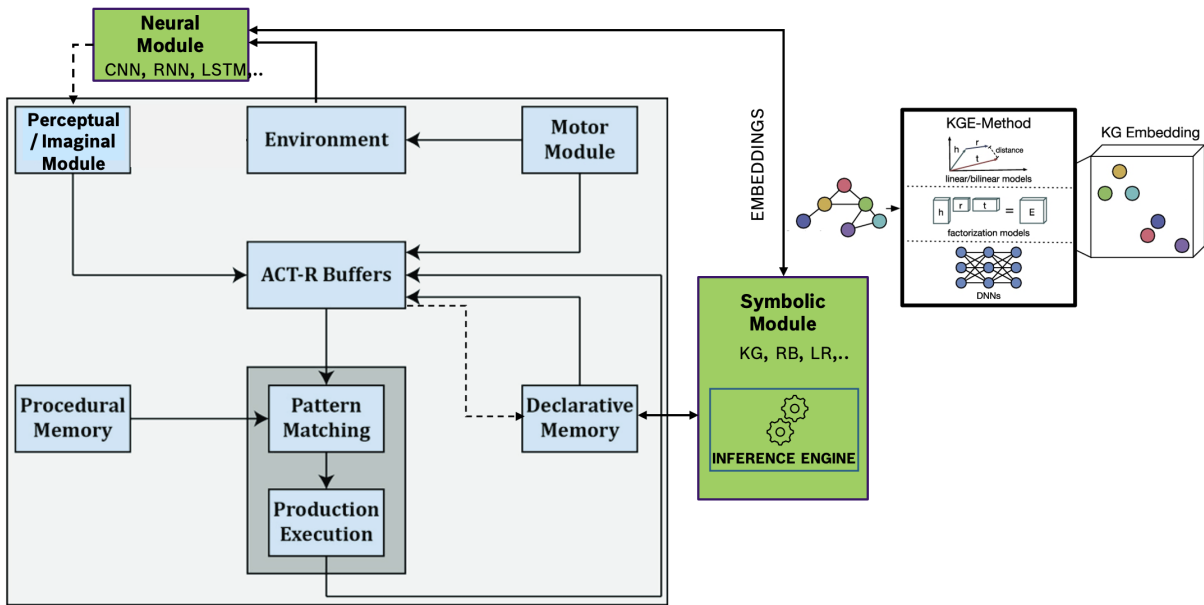 Neural
Module
CNN, RNN, LSTM,..
Perceptual
/ Imaginal
Module
Environment
Motor
Module
ACT-R Buffers
Procedural
Memory
Pattern
Matching
Production
Execution
Declarative
Memory
EMBEDDINGS
Symbolic
Module
KG, RB, LR,..
INFERENCE ENGINE
KGE-Method
h
r
t
distance
linear/bilinear models
h r t = E
factorization models
DNNs
KG Embedding